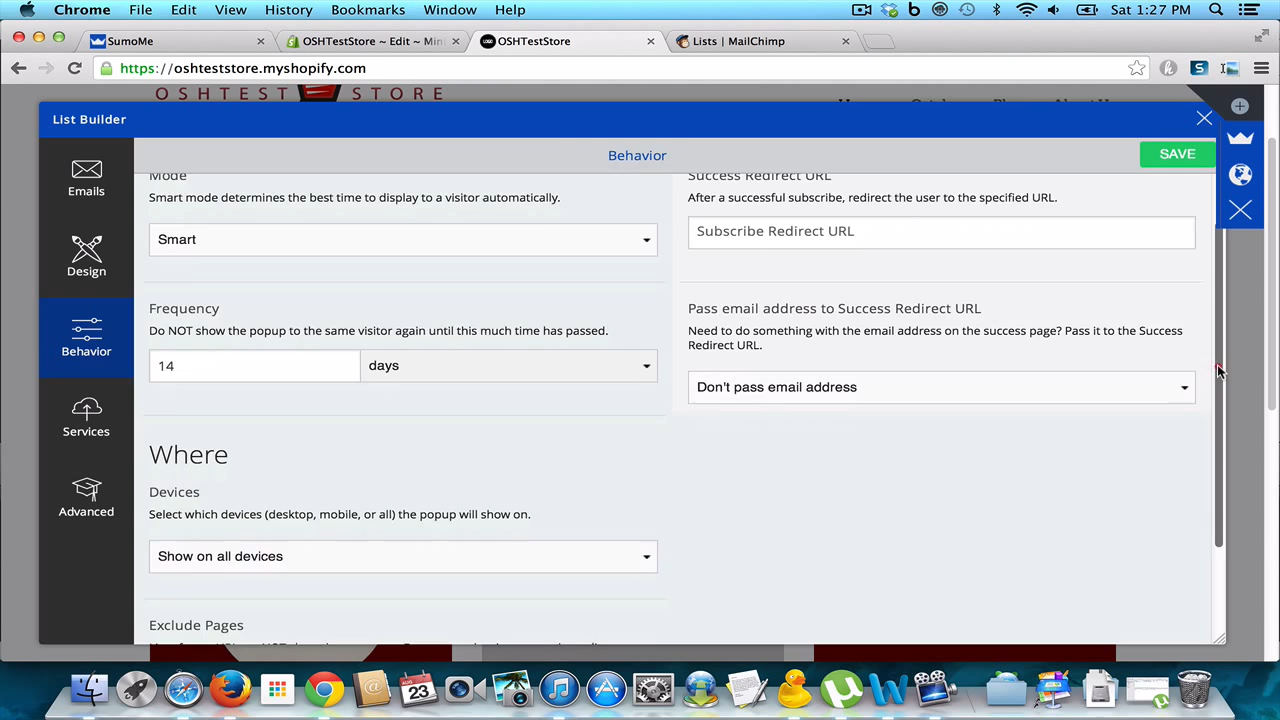 Chrome File Edit View History Bookmarks Window Help Sat 1:27 PM
SumoMe
OSHTestStore ~ Edit ~ Min
OSHTestStore
Lists | MailChimp
https://oshteststore.myshopify.com
OSHTEST STORE
List Builder
Behavior
SAVE
Emails
Design
Behavior
Services
Advanced
Mode
Smart mode determines the best time to display to a visitor automatically.
Smart
Frequency
Do NOT show the popup to the same visitor again until this much time has passed.
14 days
Where
Devices
Select which devices (desktop, mobile, or all) the popup will show on.
Show on all devices
Exclude Pages
Success Redirect URL
After a successful subscribe, redirect the user to the specified URL.
Subscribe Redirect URL
Pass email address to Success Redirect URL
Need to do something with the email address on the success page? Pass it to the Success
Redirect URL.
Don't pass email address
AUG
23